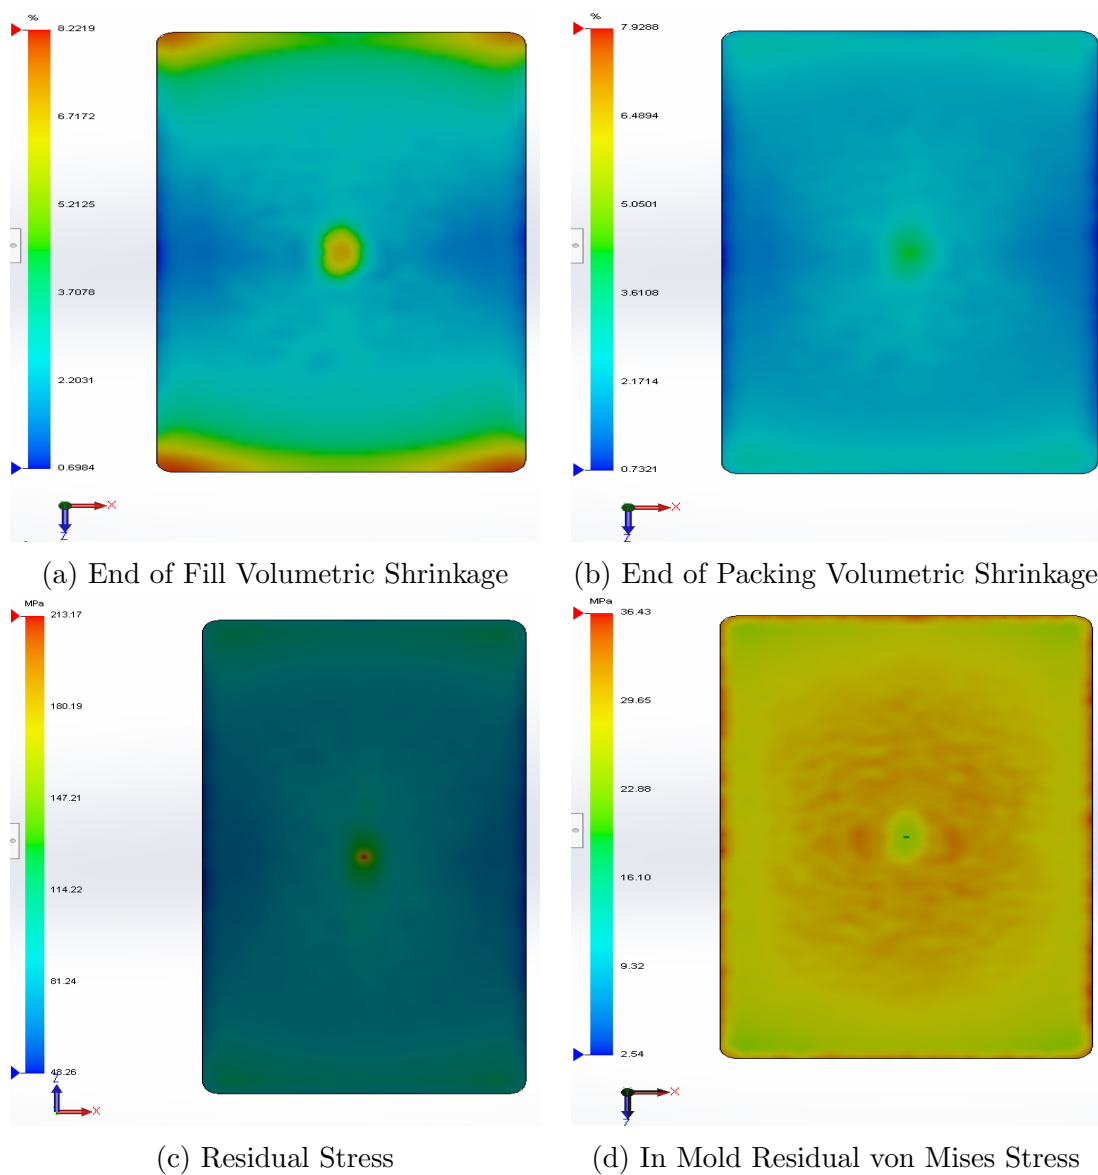 %
8.2219
6.7172
5.2125
3.7078
2.2031
0.6984
X
Z
(a) End of Fill Volumetric Shrinkage
%
7.9288
6.4894
5.0501
3.6108
2.1714
0.7321
X
Z
(b) End of Packing Volumetric Shrinkage
MPa
213.17
180.19
147.21
114.22
81.24
48.26
Z
X
(c) Residual Stress
MPa
36.43
29.65
22.88
16.10
9.32
2.54
X
Z
(d) In Mold Residual von Mises Stress